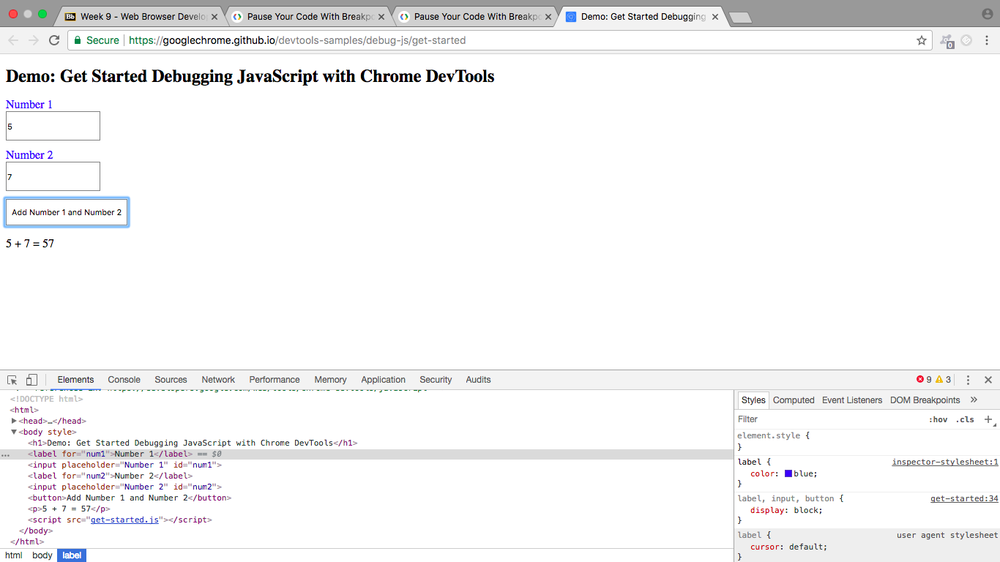 Week 9 - Web Browser Develo
Pause Your Code With Breakpo
Pause Your Code With Breakpo
Demo: Get Started Debugging
Secure https://googlechrome.github.io/devtools-samples/debug-js/get-started
0
Demo: Get Started Debugging JavaScript with Chrome DevTools
Number 1
5
Number 2
7
Add Number 1 and Number 2
5 + 7 = 57
Elements Console Sources Network Performance Memory Application Security Audits 9 3
<!DOCTYPE html>
<html>
<head>…</head>
<body style>
<h1>Demo: Get Started Debugging JavaScript with Chrome DevTools</h1>
... <label for="num1">Number 1</label> == $0
<input placeholder="Number 1" id="num1">
<label for="num2">Number 2</label>
<input placeholder="Number 2" id="num2">
<button>Add Number 1 and Number 2</button>
<p>5 + 7 = 57</p>
<script src="get-started.js"></script>
</body>
</html>
html body label
Styles Computed Event Listeners DOM Breakpoints »
Filter :hov .cls +
element.style {
}
label { inspector-stylesheet:1
color: blue;
}
label, input, button { get-started:34
display: block;
}
label { user agent stylesheet
cursor: default;
}